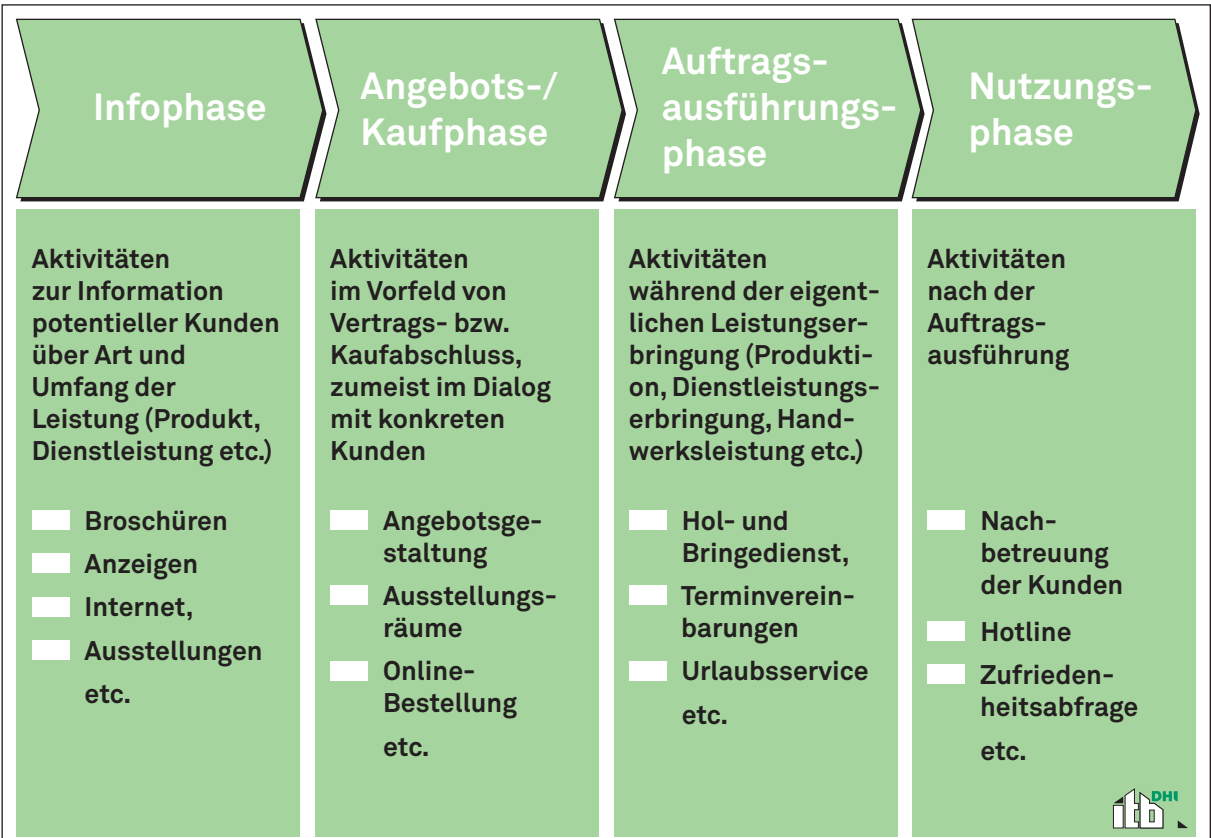 Infophase
Aktivitäten
zur Information
potentieller Kunden
über Art und
Umfang der
Leistung (Produkt,
Dienstleistung etc.)
Broschüren
Anzeigen
Internet,
Ausstellungen
etc.
Angebots-/
Kaufphase
Aktivitäten
im Vorfeld von
Vertrags- bzw.
Kaufabschluss,
zumeist im Dialog
mit konkreten
Kunden
Angebotsge-
staltung
Ausstellungs-
räume
Online-
Bestellung
etc.
Auftrags-
ausführungs-
phase
Aktivitäten
während der eigent-
lichen Leistungser-
bringung (Produkti-
on, Dienstleistungs-
erbringung, Hand-
werksleistung etc.)
Hol- und
Bringedienst,
Terminverein-
barungen
Urlaubsservice
etc.
Nutzungs-
phase
Aktivitäten
nach der
Auftrags-
ausführung
Nach-
betreuung
der Kunden
Hotline
Zufrieden-
heitsabfrage
etc.
DHI
itb